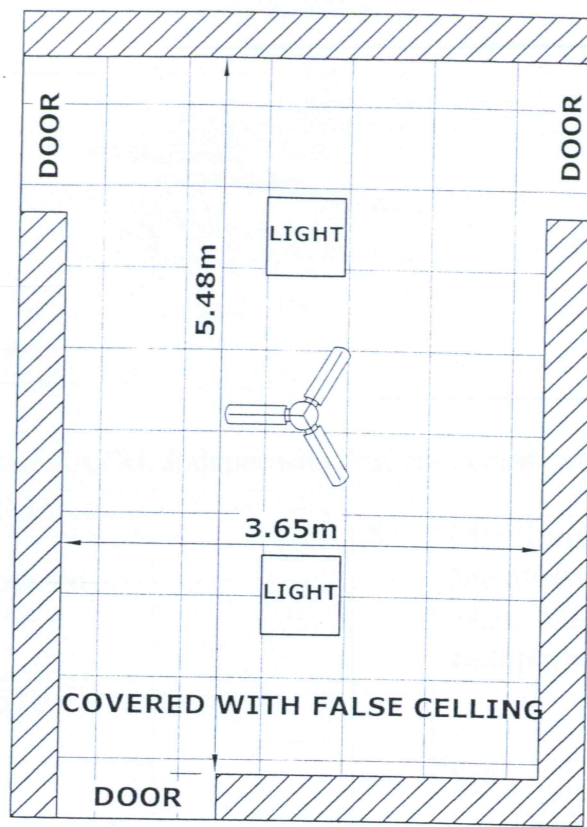 DOOR
DOOR
LIGHT
5.48m
3.65m
LIGHT
COVERED WITH FALSE CELLING
DOOR